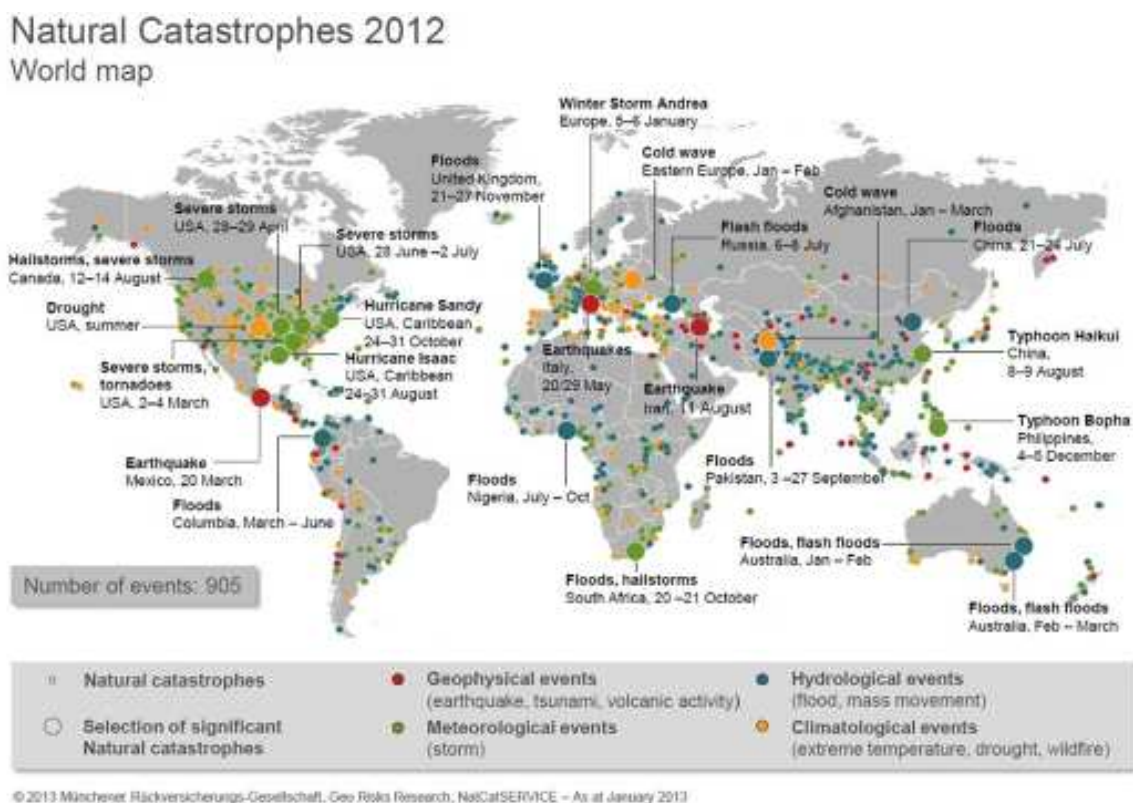 Natural Catastrophes 2012
World map
Winter Storm Andrea
Europe, 5–6 January
Floods
United Kingdom,
21–27 November
Cold wave
Eastern Europe, Jan – Feb
Cold wave
Afghanistan, Jan – March
Severe storms
USA, 28–29 April
Severe storms
USA, 28 June –2 July
Flash floods
Russia, 6–8 July
Floods
China, 21–24 July
Hailstorms, severe storms
Canada, 12–14 August
Drought
USA, summer
Hurricane Sandy
USA, Caribbean
24–31 October
Hurricane Isaac
USA, Caribbean
24–31 August
Severe storms,
tornadoes
USA, 2–4 March
Earthquakes
Italy,
20/29 May
Earthquake
Iran, 11 August
Typhoon Haikui
China,
8–9 August
Typhoon Bopha
Philippines,
4–5 December
Earthquake
Mexico, 20 March
Floods
Columbia, March – June
Floods
Nigeria, July – Oct
Floods
Pakistan, 3 –27 September
Floods, flash floods
Australia, Jan – Feb
Floods, hailstorms
South Africa, 20 –21 October
Floods, flash floods
Australia, Feb – March
Number of events: 905
Natural catastrophes
Selection of significant
Natural catastrophes
Geophysical events
(earthquake, tsunami, volcanic activity)
Meteorological events
(storm)
Hydrological events
(flood, mass movement)
Climatological events
(extreme temperature, drought, wildfire)
© 2013 Münchener Rückversicherungs-Gesellschaft, Geo Risks Research, NatCatSERVICE – As at January 2013